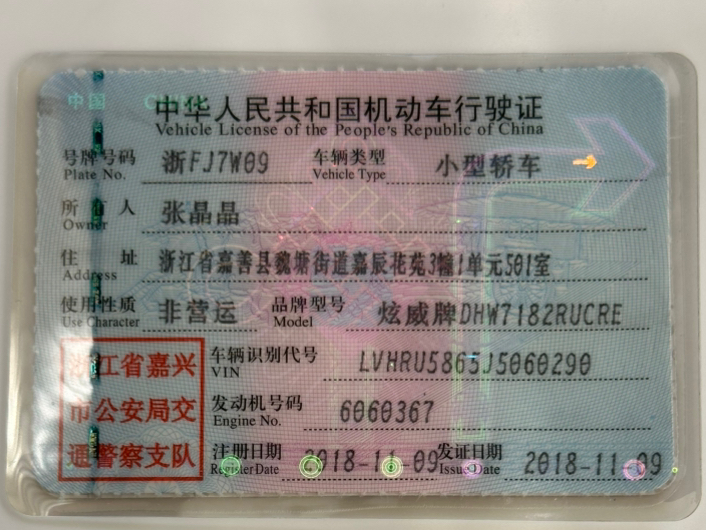 中国 CHINA
中华人民共和国机动车行驶证
Vehicle License of the People's Republic of China
号牌号码 浙FJ7W09 车辆类型 小型轿车
Plate No. Vehicle Type
所有人 张晶晶
Owner
住址 浙江省嘉善县魏塘街道嘉辰花苑3幢1单元501室
Address
使用性质 非营运 品牌型号 炫威牌DHW7182RUCRE
Use Character Model
浙江省嘉兴 车辆识别代号 LVHRU5865J5060290
VIN
市公安局交 发动机号码 6060367
Engine No.
通警察支队 注册日期 2018-11-09 发证日期 2018-11-09
Register Date Issue Date